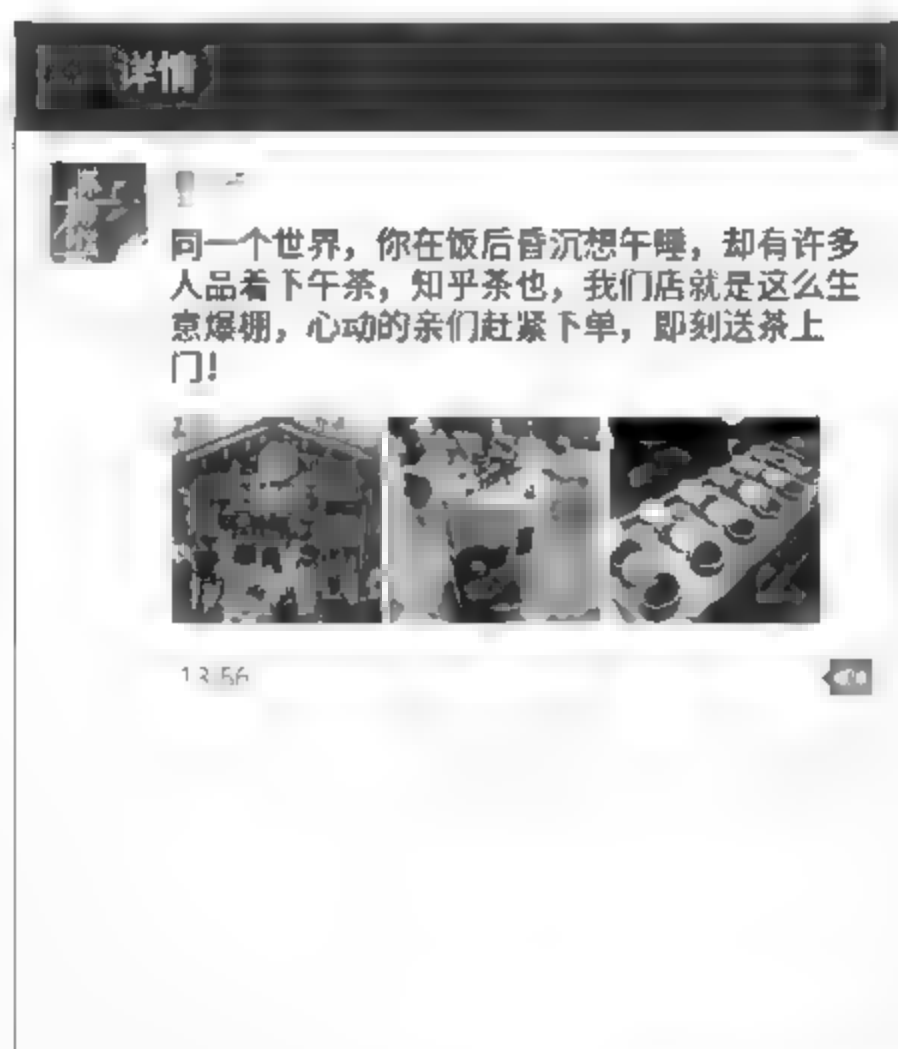 详情
同一个世界，你在饭后昏沉想午睡，却有许多
人品着下午茶，知乎茶也，我们店就是这么生
意爆棚，心动的亲们赶紧下单，即刻送茶上
门！
13:56